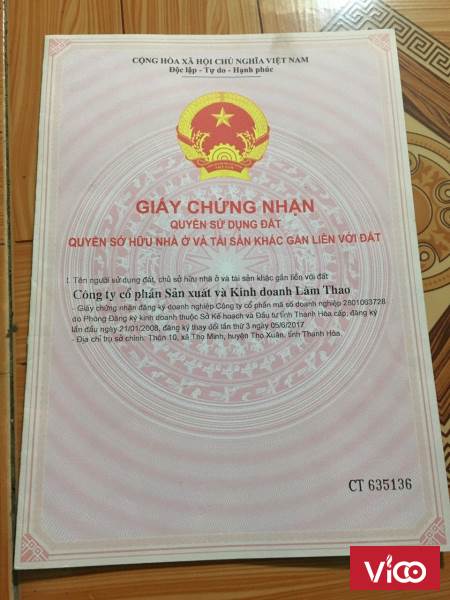 CỘNG HÒA XÃ HỘI CHỦ NGHĨA VIỆT NAM
Độc lập - Tự do - Hạnh phúc
GIẤY CHỨNG NHẬN
QUYỀN SỬ DỤNG ĐẤT
QUYỀN SỞ HỮU NHÀ Ở VÀ TÀI SẢN KHÁC GẮN LIỀN VỚI ĐẤT
I. Tên người sử dụng đất, chủ sở hữu nhà ở và tài sản khác gắn liền với đất
Công ty cổ phần Sản xuất và Kinh doanh Lâm Thao
- Giấy chứng nhận đăng ký doanh nghiệp Công ty cổ phần mã số doanh nghiệp 2801063728
do Phòng Đăng ký kinh doanh thuộc Sở Kế hoạch và Đầu tư tỉnh Thanh Hóa cấp, đăng ký
lần đầu ngày 21/01/2008, đăng ký thay đổi lần thứ 3 ngày 05/6/2017.
- Địa chỉ trụ sở chính: Thôn 10, xã Thọ Minh, huyện Thọ Xuân, tỉnh Thanh Hóa.
CT 635136
Vico